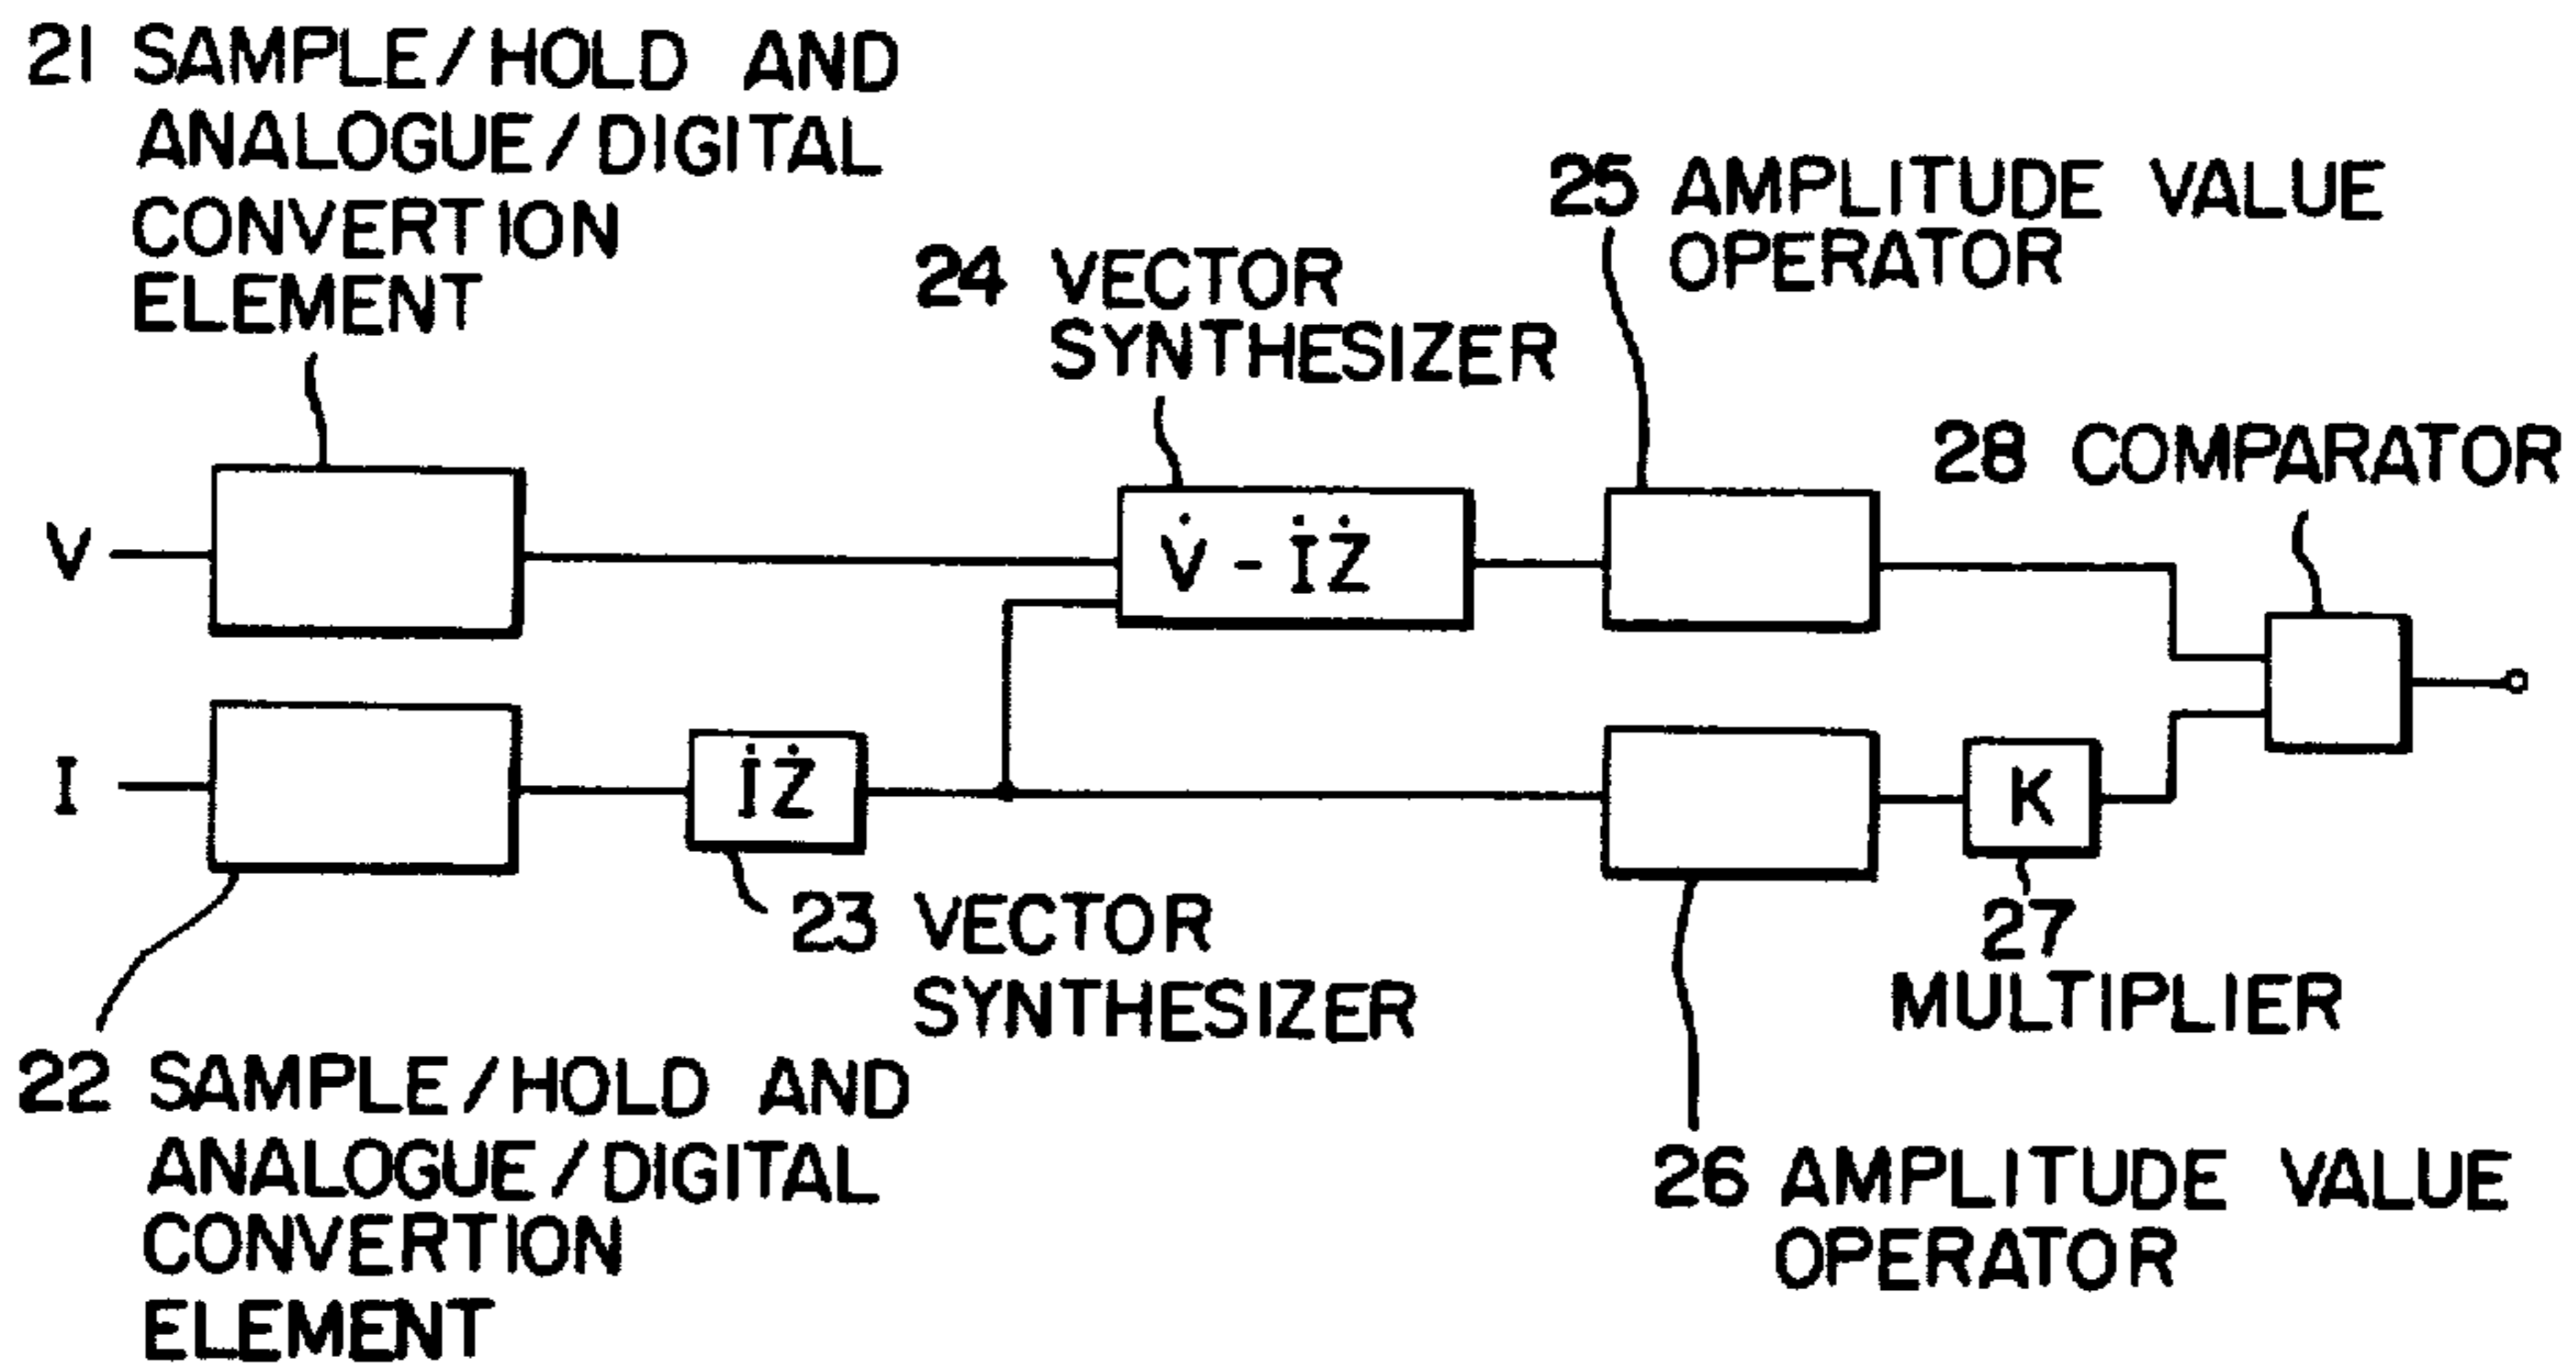 21 SAMPLE/HOLD AND
ANALOGUE/DIGITAL
CONVERTION
ELEMENT
24 VECTOR
SYNTHESIZER
25 AMPLITUDE VALUE
OPERATOR
28 COMPARATOR
V
V̇ - İŻ
I
İŻ
K
23 VECTOR
SYNTHESIZER
27
MULTIPLIER
22 SAMPLE/HOLD AND
ANALOGUE/DIGITAL
CONVERTION
ELEMENT
26 AMPLITUDE VALUE
OPERATOR